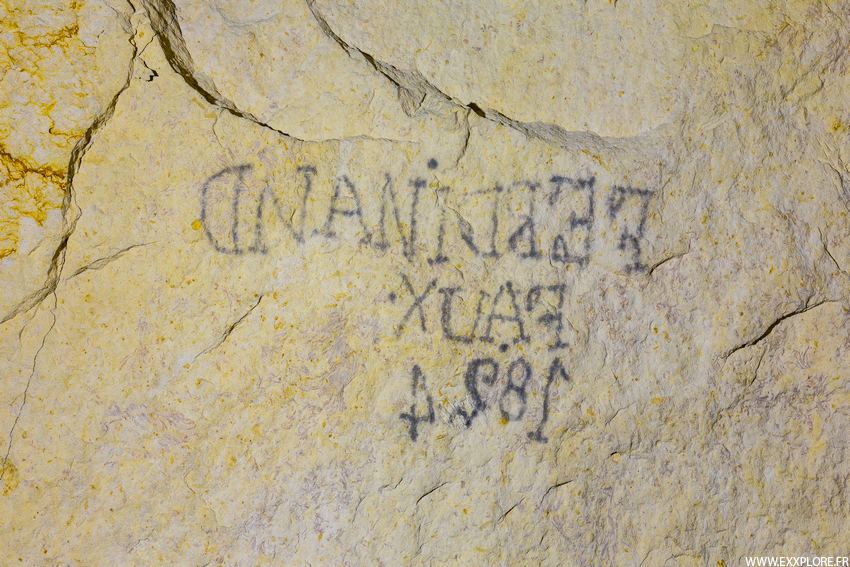 FERDiNAND
FAUX.
1824
WWW.EXXPLORE.FR